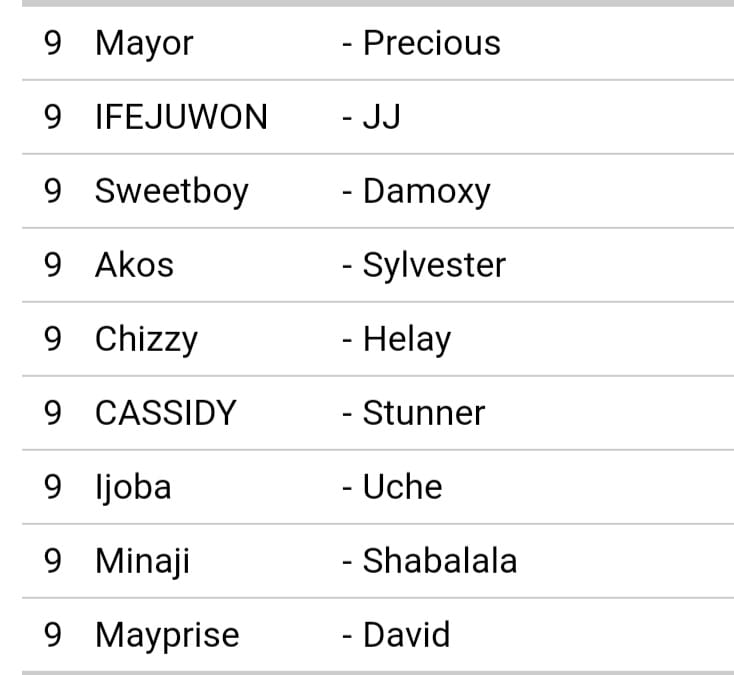 9 Mayor - Precious
9 IFEJUWON - JJ
9 Sweetboy - Damoxy
9 Akos - Sylvester
9 Chizzy - Helay
9 CASSIDY - Stunner
9 Ijoba - Uche
9 Minaji - Shabalala
9 Mayprise - David